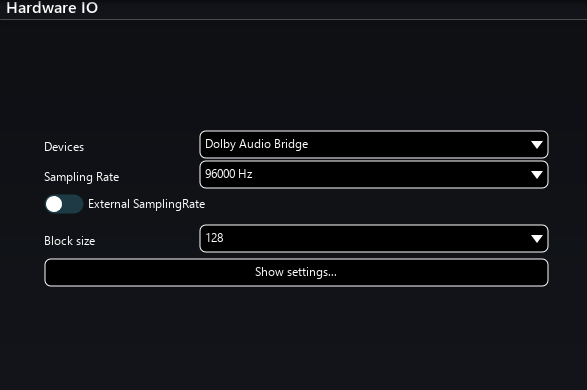 Hardware IO
Devices
Dolby Audio Bridge
Sampling Rate
96000 Hz
External SamplingRate
Block size
128
Show settings...